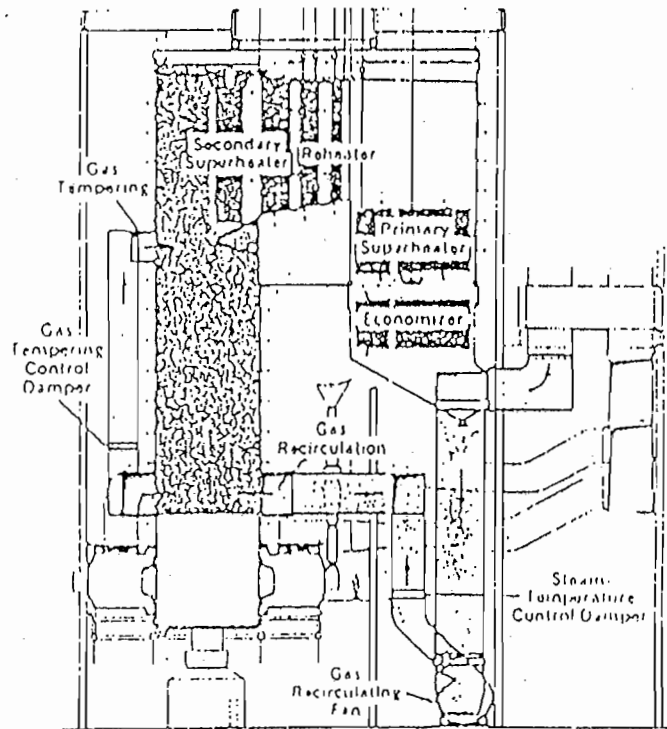 Secondary
Superheater
Reheater
Gas
Tempering
Primary
Superheater
Economizer
Gas
Tempering
Control
Damper
Gas
Recirculation
Steam-
Temperature
Control Damper
Gas
Recirculating
Fan